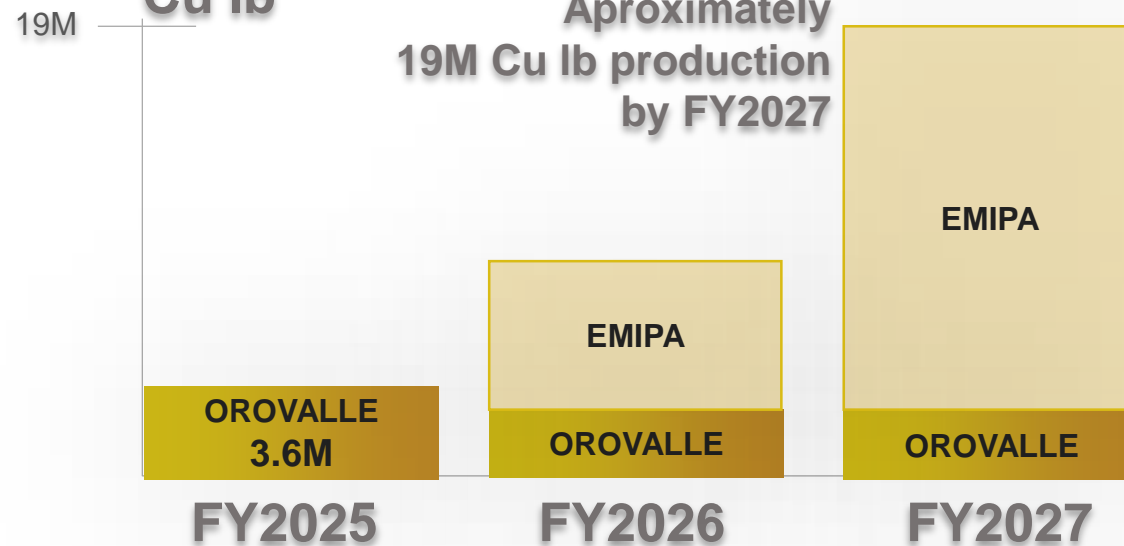 Cu lb
19M
Aproximately
19M Cu lb production
by FY2027
EMIPA
EMIPA
OROVALLE
3.6M
OROVALLE
OROVALLE
FY2025
FY2026
FY2027